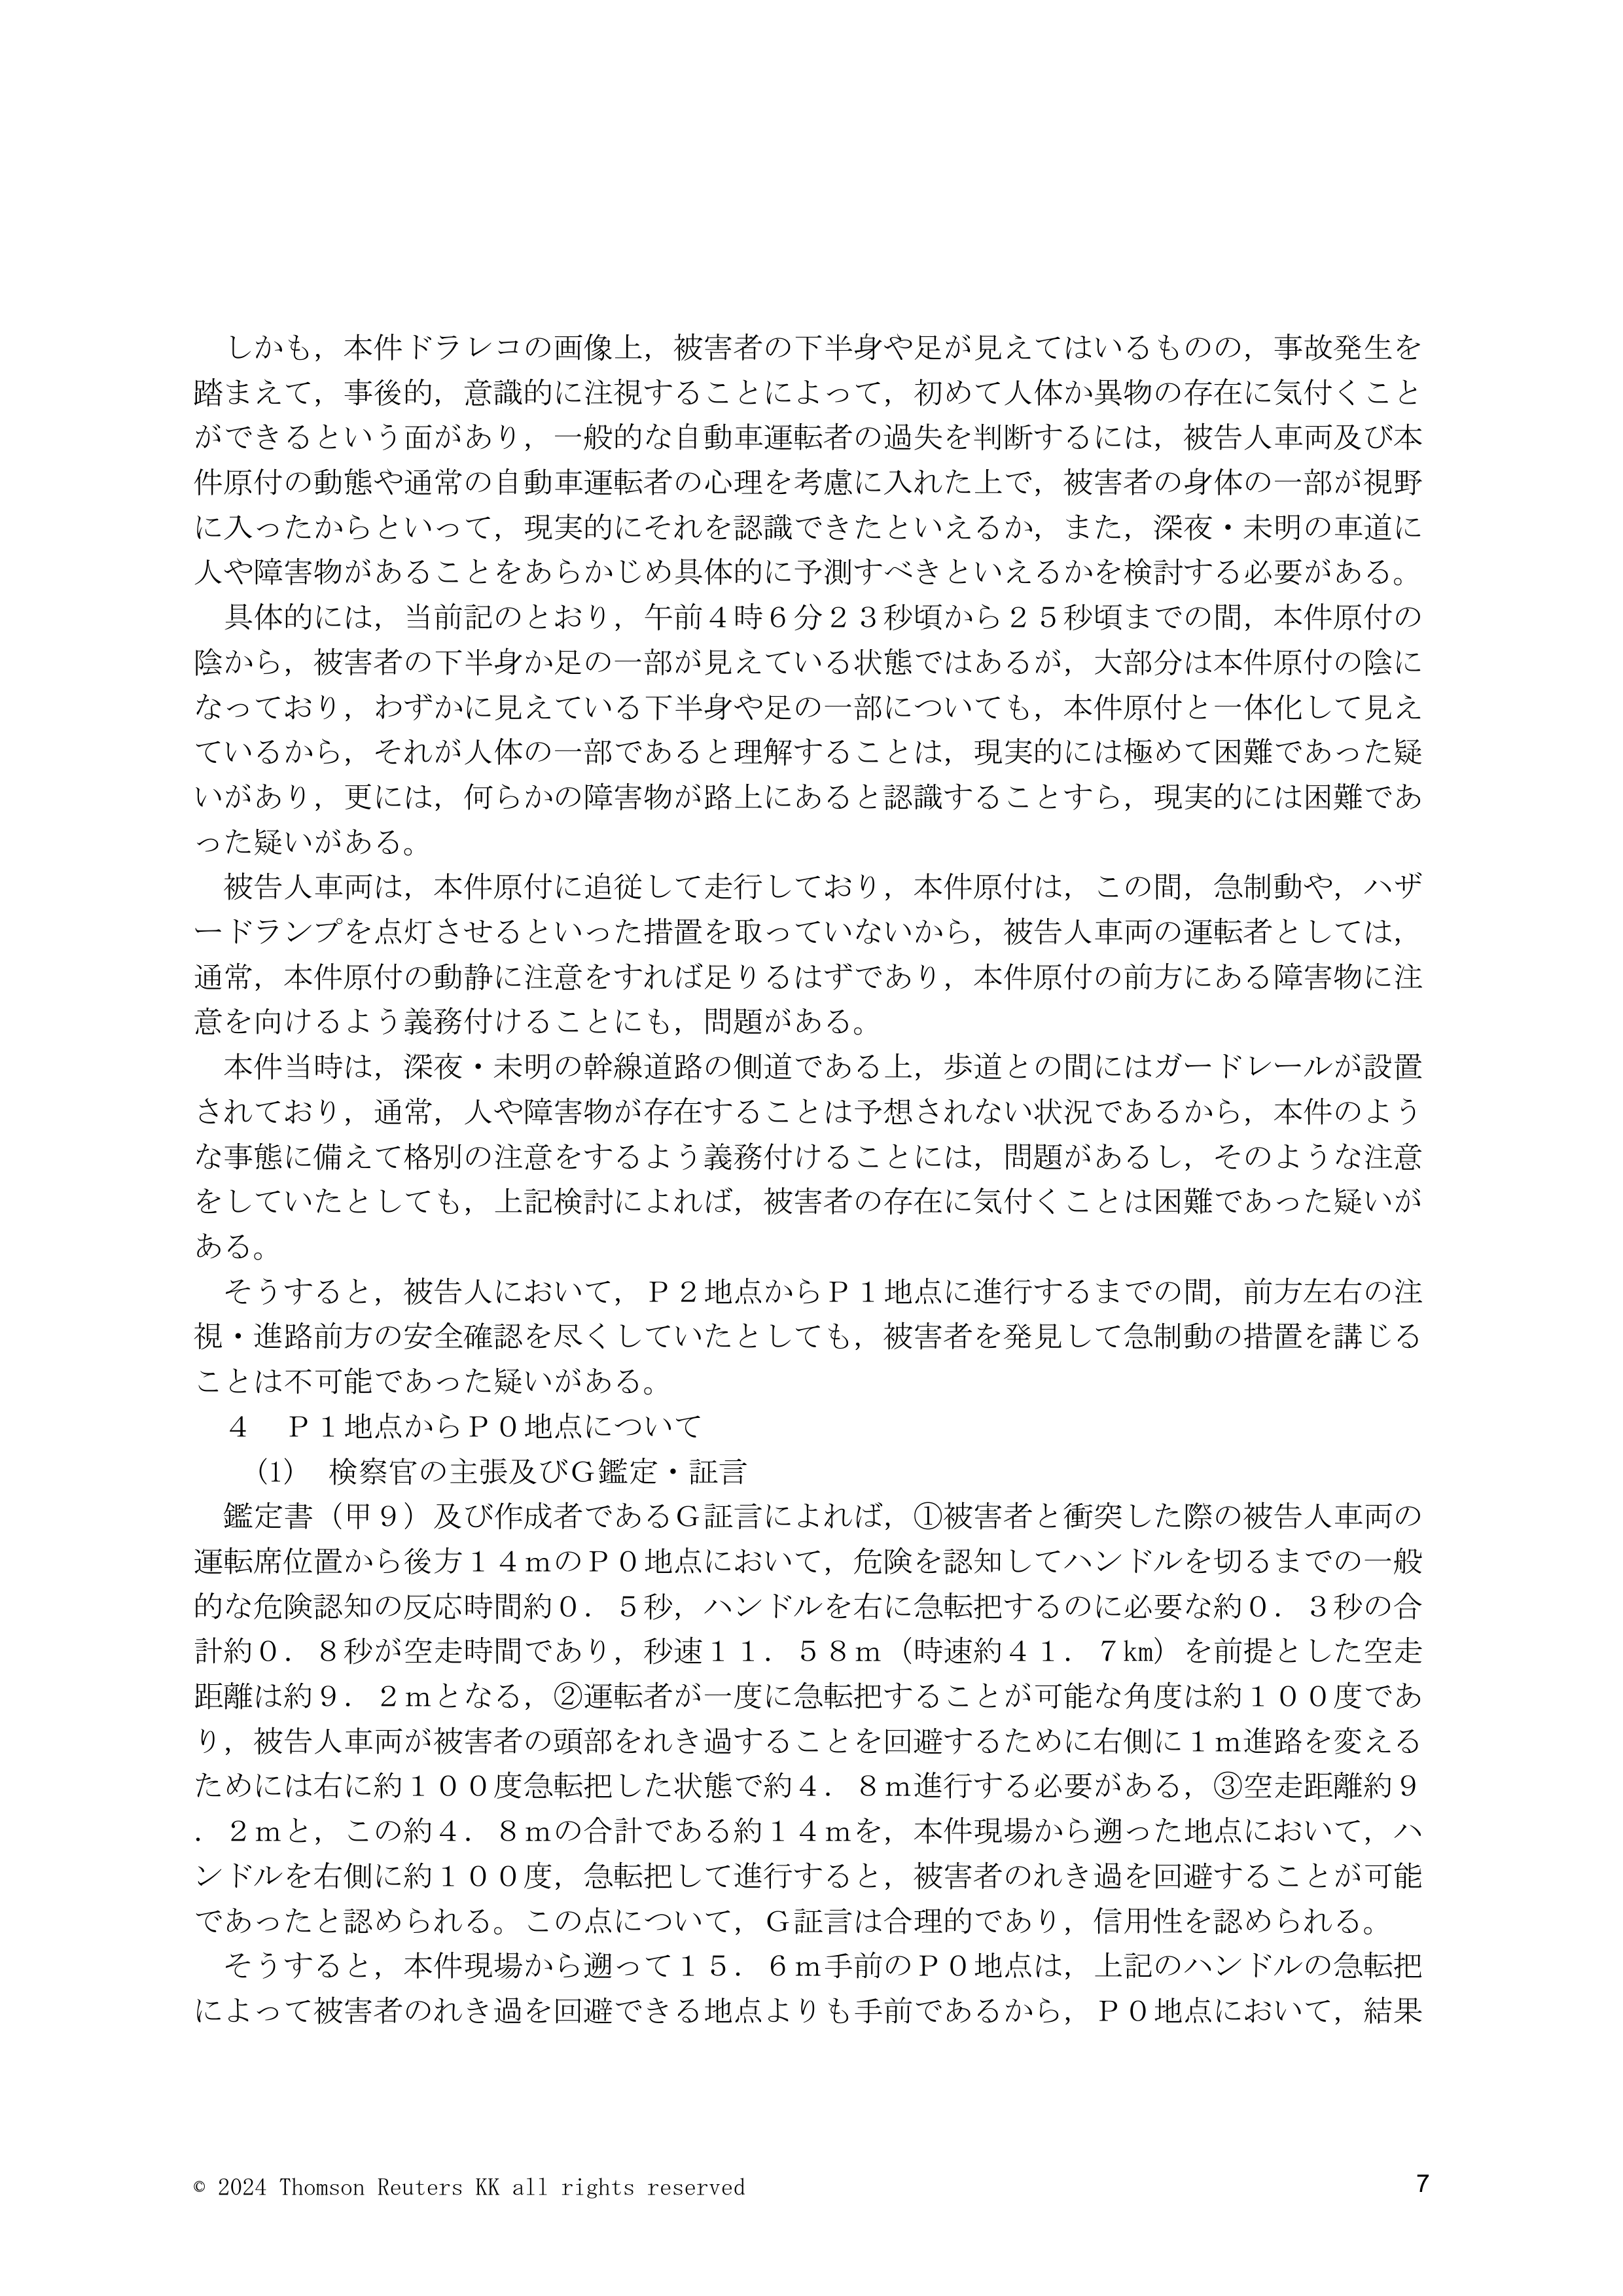 しかも，本件ドラレコの画像上，被害者の下半身や足が見えてはいるものの，事故発生を
踏まえて，事後的，意識的に注視することによって，初めて人体か異物の存在に気付くこと
ができるという面があり，一般的な自動車運転者の過失を判断するには，被告人車両及び本
件原付の動態や通常の自動車運転者の心理を考慮に入れた上で，被害者の身体の一部が視野
に入ったからといって，現実的にそれを認識できたといえるか，また，深夜・未明の車道に
人や障害物があることをあらかじめ具体的に予測すべきといえるかを検討する必要がある。
具体的には，当前記のとおり，午前４時６分２３秒頃から２５秒頃までの間，本件原付の
陰から，被害者の下半身か足の一部が見えている状態ではあるが，大部分は本件原付の陰に
なっており，わずかに見えている下半身や足の一部についても，本件原付と一体化して見え
ているから，それが人体の一部であると理解することは，現実的には極めて困難であった疑
いがあり，更には，何らかの障害物が路上にあると認識することすら，現実的には困難であ
った疑いがある。
被告人車両は，本件原付に追従して走行しており，本件原付は，この間，急制動や，ハザ
ードランプを点灯させるといった措置を取っていないから，被告人車両の運転者としては，
通常，本件原付の動静に注意をすれば足りるはずであり，本件原付の前方にある障害物に注
意を向けるよう義務付けることにも，問題がある。
本件当時は，深夜・未明の幹線道路の側道である上，歩道との間にはガードレールが設置
されており，通常，人や障害物が存在することは予想されない状況であるから，本件のよう
な事態に備えて格別の注意をするよう義務付けることには，問題があるし，そのような注意
をしていたとしても，上記検討によれば，被害者の存在に気付くことは困難であった疑いが
ある。
そうすると，被告人において，Ｐ２地点からＰ１地点に進行するまでの間，前方左右の注
視・進路前方の安全確認を尽くしていたとしても，被害者を発見して急制動の措置を講じる
ことは不可能であった疑いがある。
４　Ｐ１地点からＰ０地点について
(1)　検察官の主張及びＧ鑑定・証言
鑑定書（甲９）及び作成者であるＧ証言によれば，①被害者と衝突した際の被告人車両の
運転席位置から後方１４ｍのＰ０地点において，危険を認知してハンドルを切るまでの一般
的な危険認知の反応時間約０．５秒，ハンドルを右に急転把するのに必要な約０．３秒の合
計約０．８秒が空走時間であり，秒速１１．５８ｍ（時速約４１．７㎞）を前提とした空走
距離は約９．２ｍとなる，②運転者が一度に急転把することが可能な角度は約１００度であ
り，被告人車両が被害者の頭部をれき過することを回避するために右側に１ｍ進路を変える
ためには右に約１００度急転把した状態で約４．８ｍ進行する必要がある，③空走距離約９
．２ｍと，この約４．８ｍの合計である約１４ｍを，本件現場から遡った地点において，ハ
ンドルを右側に約１００度，急転把して進行すると，被害者のれき過を回避することが可能
であったと認められる。この点について，Ｇ証言は合理的であり，信用性を認められる。
そうすると，本件現場から遡って１５．６ｍ手前のＰ０地点は，上記のハンドルの急転把
によって被害者のれき過を回避できる地点よりも手前であるから，Ｐ０地点において，結果
© 2024 Thomson Reuters KK all rights reserved
7